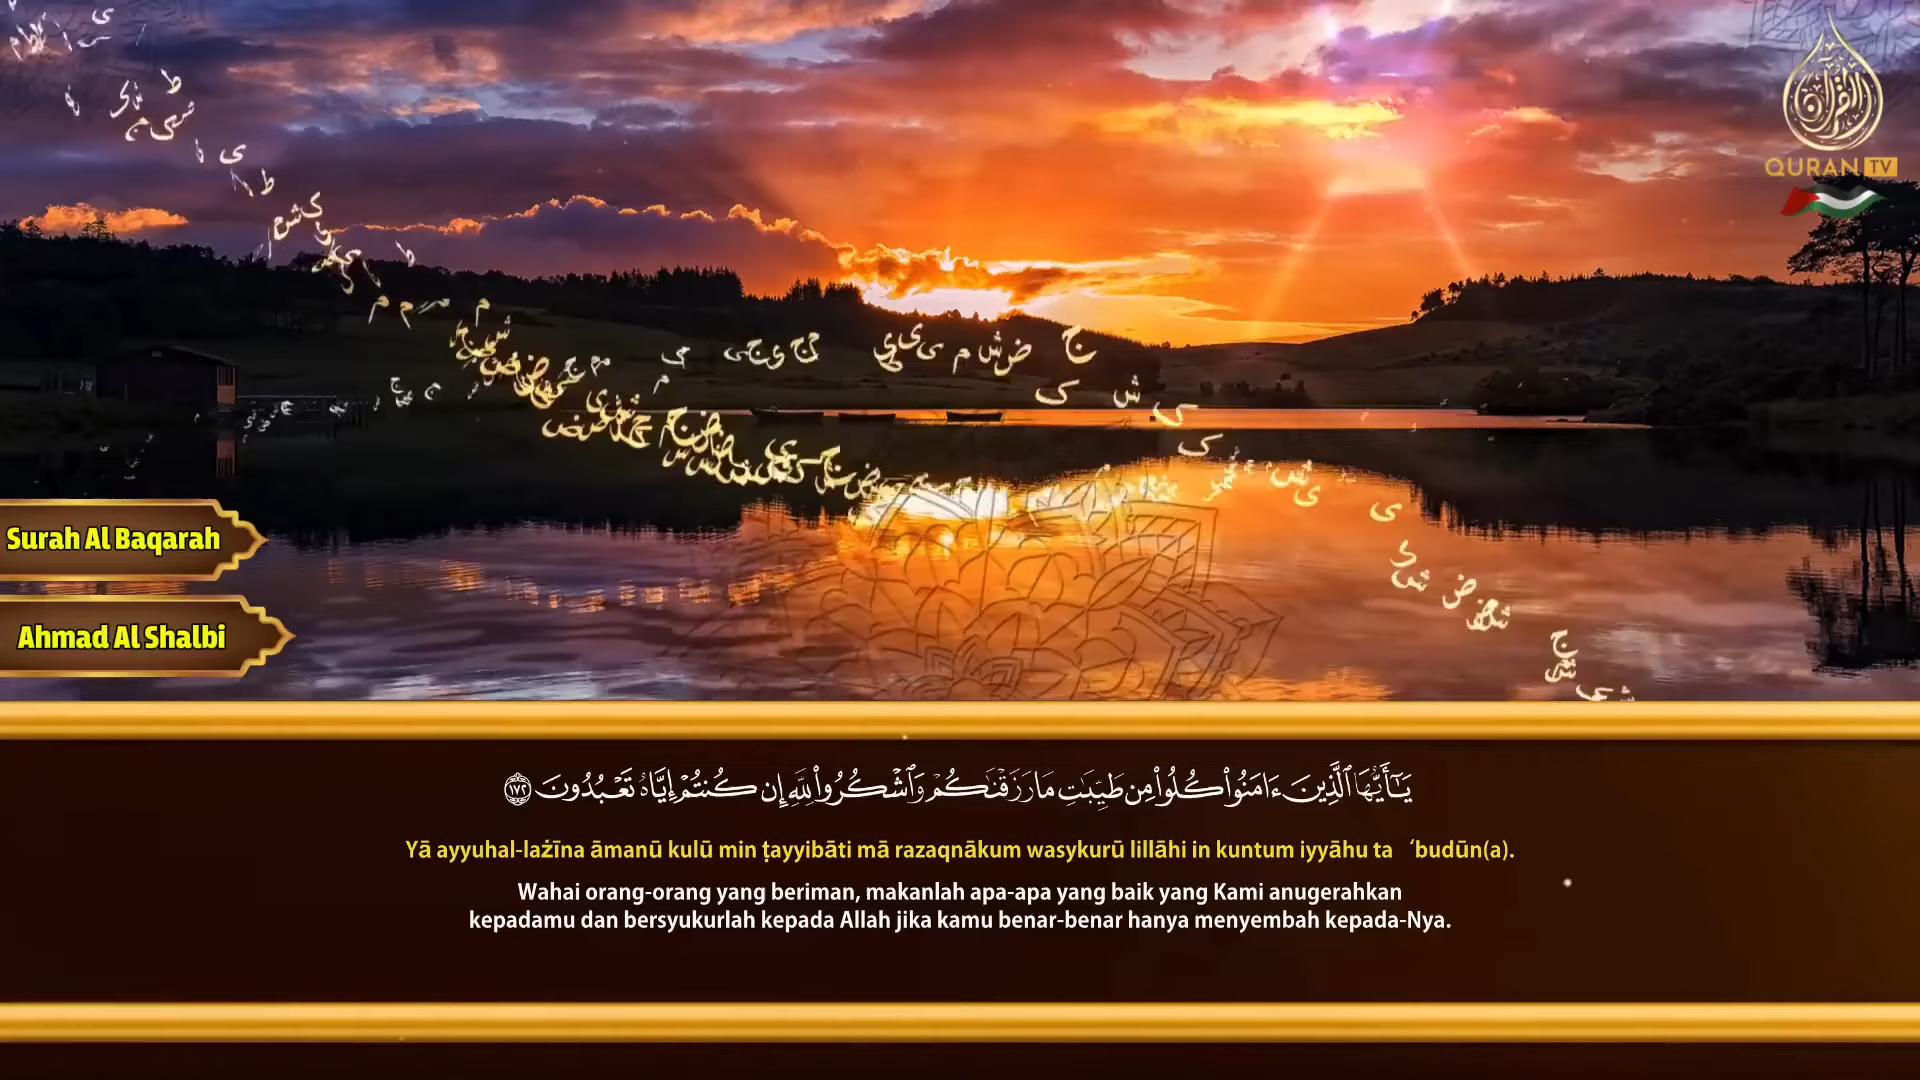 QURAN TV
Surah Al Baqarah
Ahmad Al Shalbi
يَـٰٓأَيُّهَا ٱلَّذِينَ ءَامَنُوا۟ كُلُوا۟ مِن طَيِّبَـٰتِ مَا رَزَقْنَـٰكُمْ وَٱشْكُرُوا۟ لِلَّهِ إِن كُنتُمْ إِيَّاهُ تَعْبُدُونَ ١٧٢
Yā ayyuhal-lażīna āmanū kulū min ṭayyibāti mā razaqnākum wasykurū lillāhi in kuntum iyyāhu ta ‘budūn(a).
Wahai orang-orang yang beriman, makanlah apa-apa yang baik yang Kami anugerahkan
kepadamu dan bersyukurlah kepada Allah jika kamu benar-benar hanya menyembah kepada-Nya.